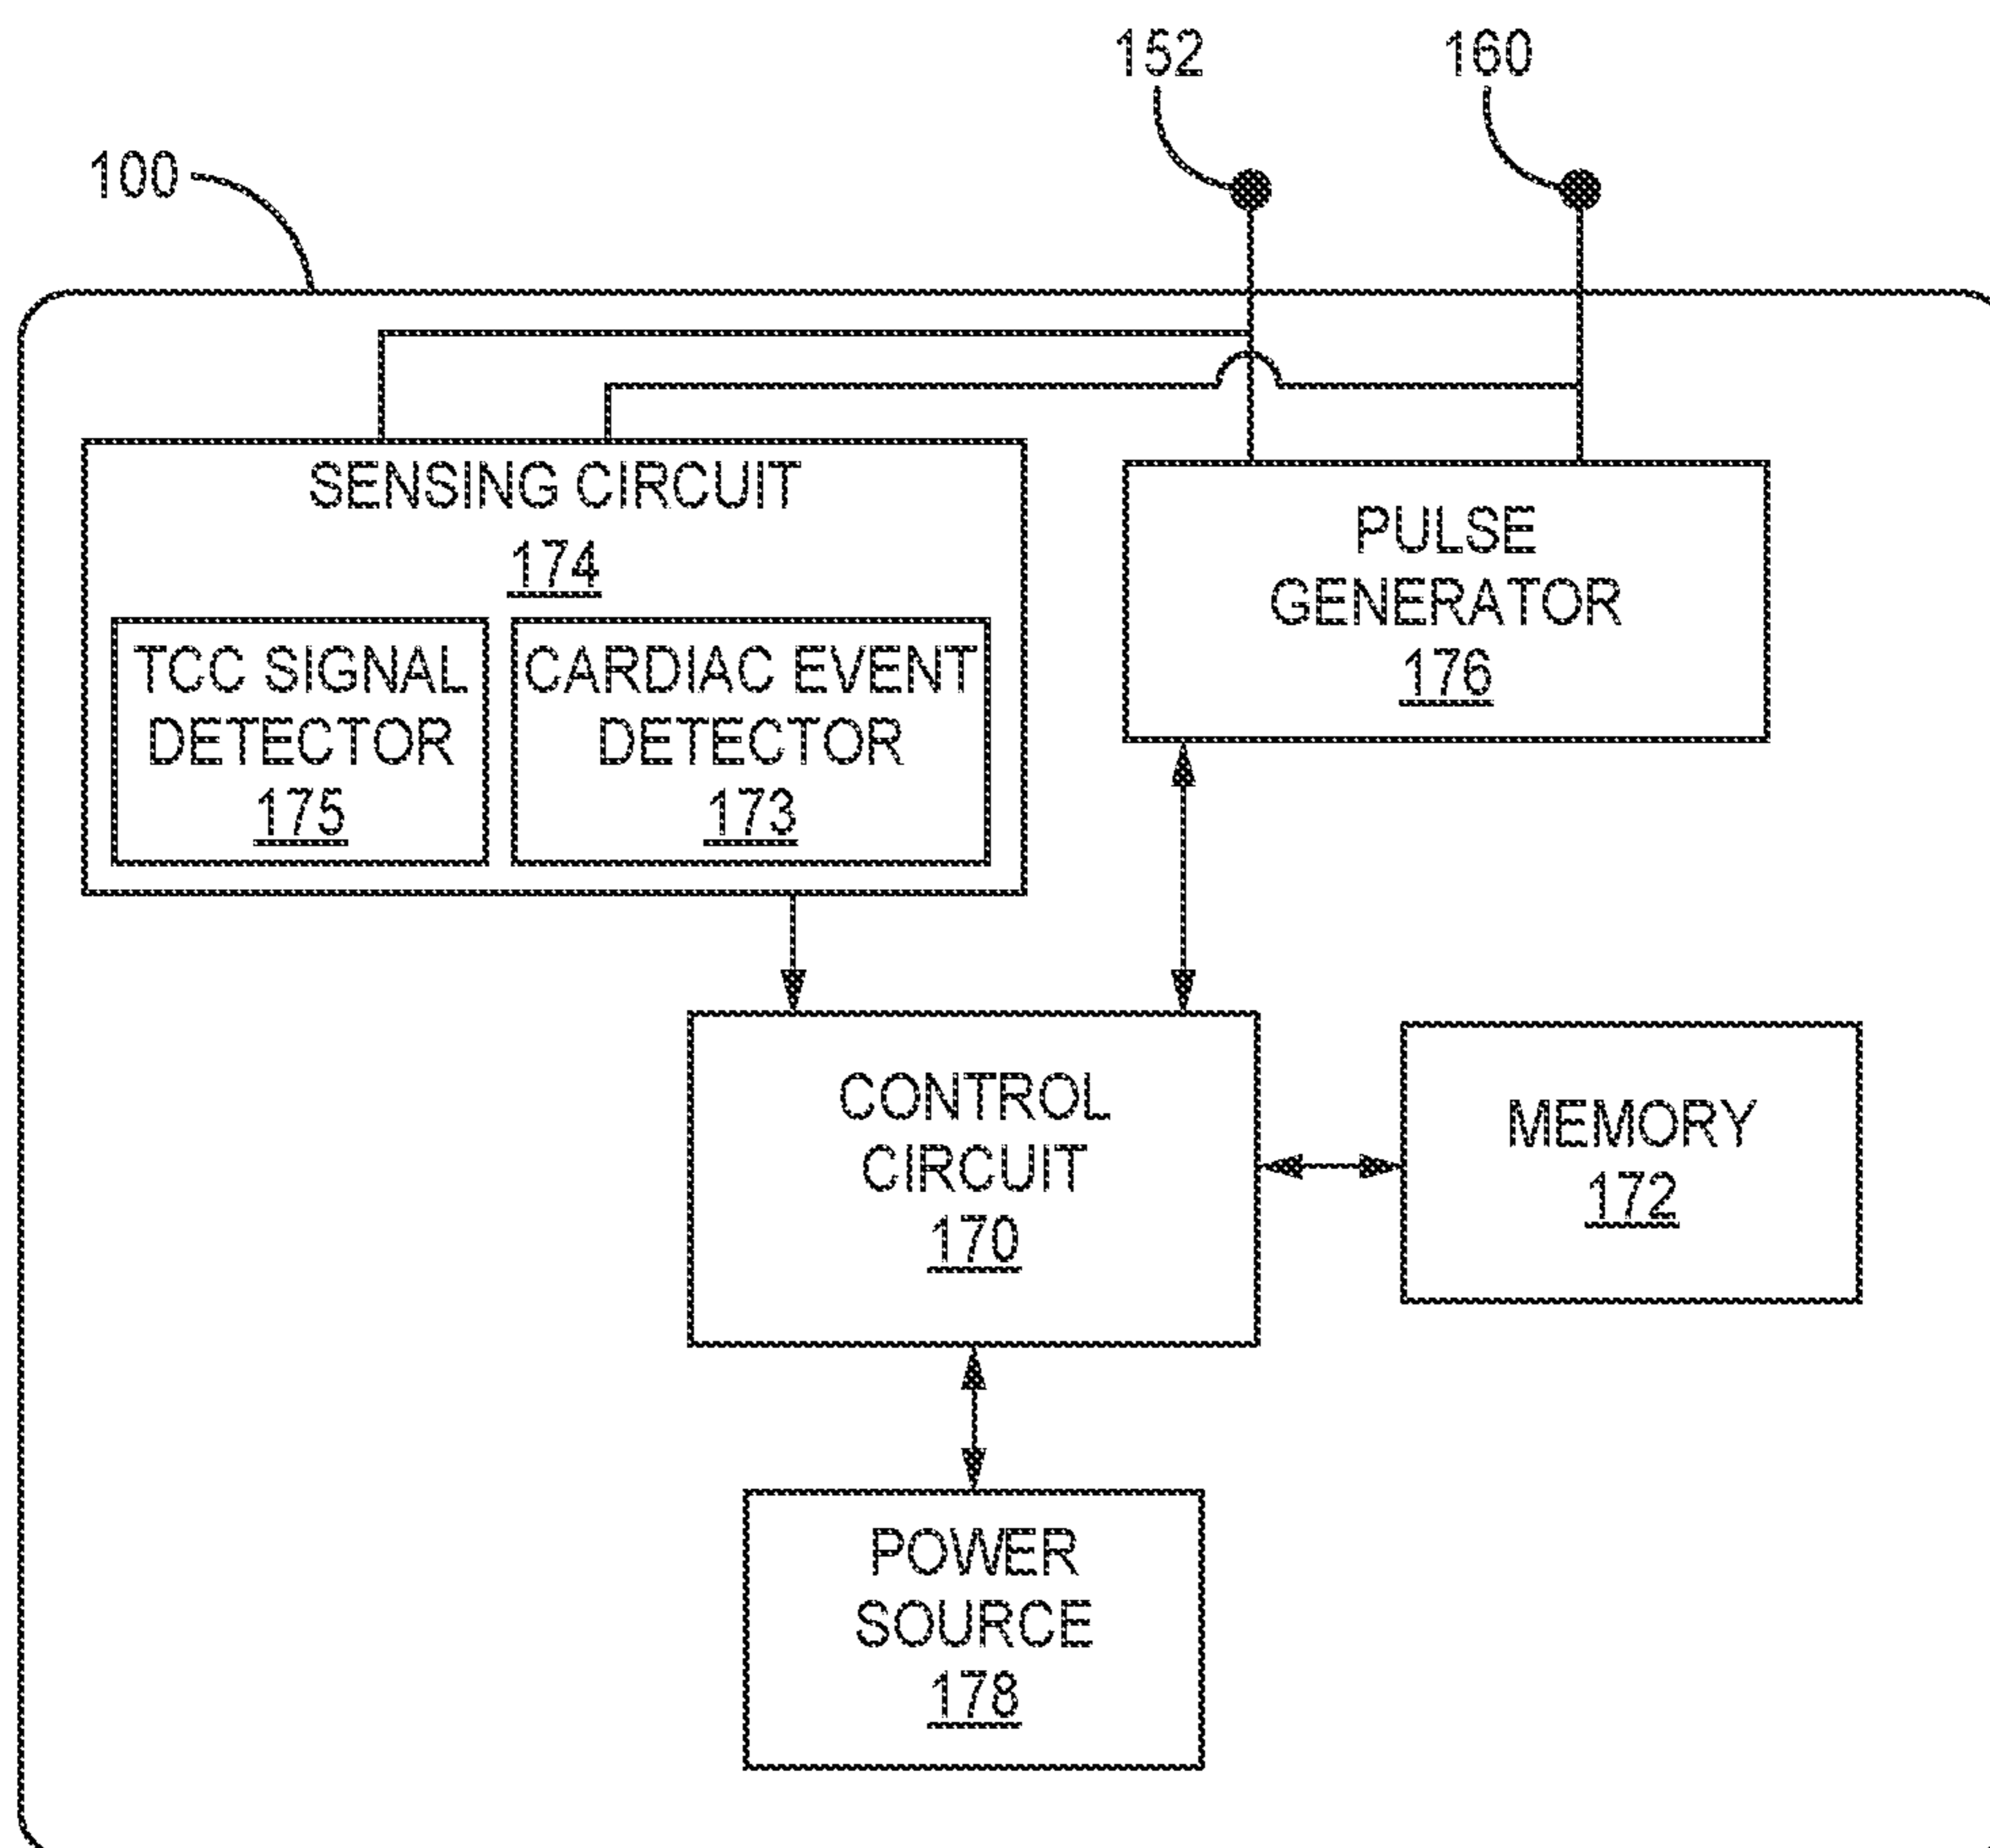 152
160
100
SENSING CIRCUIT
174
TCC SIGNAL
DETECTOR
175
CARDIAC EVENT
DETECTOR
173
PULSE
GENERATOR
176
CONTROL
CIRCUIT
170
MEMORY
172
POWER
SOURCE
178